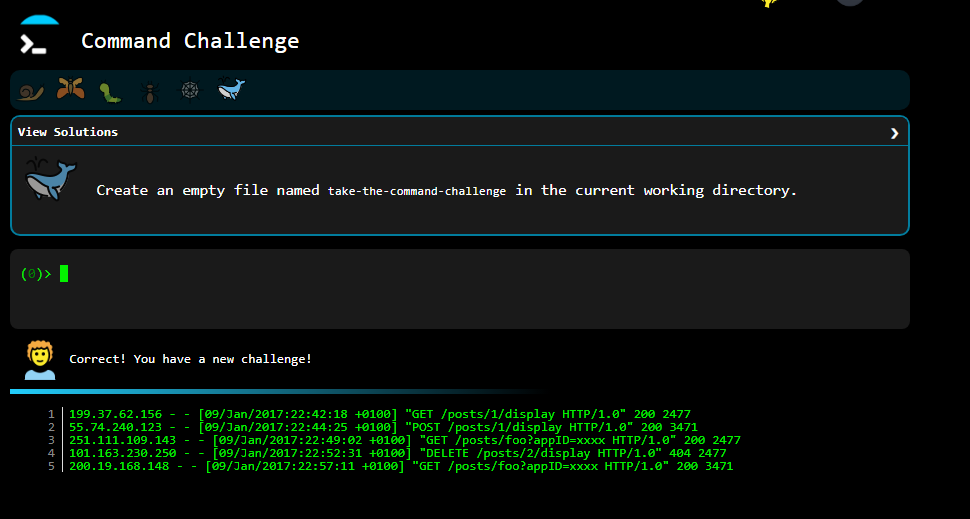 Command Challenge
View Solutions
Create an empty file named take-the-command-challenge in the current working directory.
(0)>
Correct! You have a new challenge!
1 199.37.62.156 - - [09/Jan/2017:22:42:18 +0100] "GET /posts/1/display HTTP/1.0" 200 2477
2 55.74.240.123 - - [09/Jan/2017:22:44:25 +0100] "POST /posts/1/display HTTP/1.0" 200 3471
3 251.111.109.143 - - [09/Jan/2017:22:49:02 +0100] "GET /posts/foo?appID=xxxx HTTP/1.0" 200 2477
4 101.163.230.250 - - [09/Jan/2017:22:52:31 +0100] "DELETE /posts/2/display HTTP/1.0" 404 2477
5 200.19.168.148 - - [09/Jan/2017:22:57:11 +0100] "GET /posts/foo?appID=xxxx HTTP/1.0" 200 3471